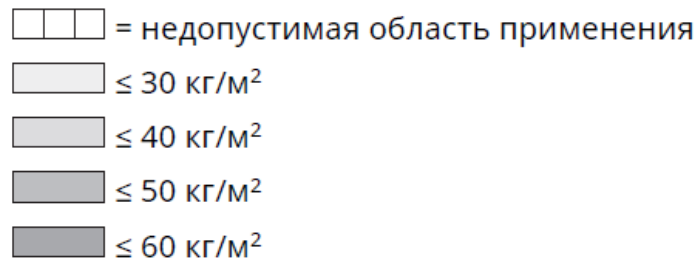 = недопустимая область применения
≤ 30 кг/м²
≤ 40 кг/м²
≤ 50 кг/м²
≤ 60 кг/м²